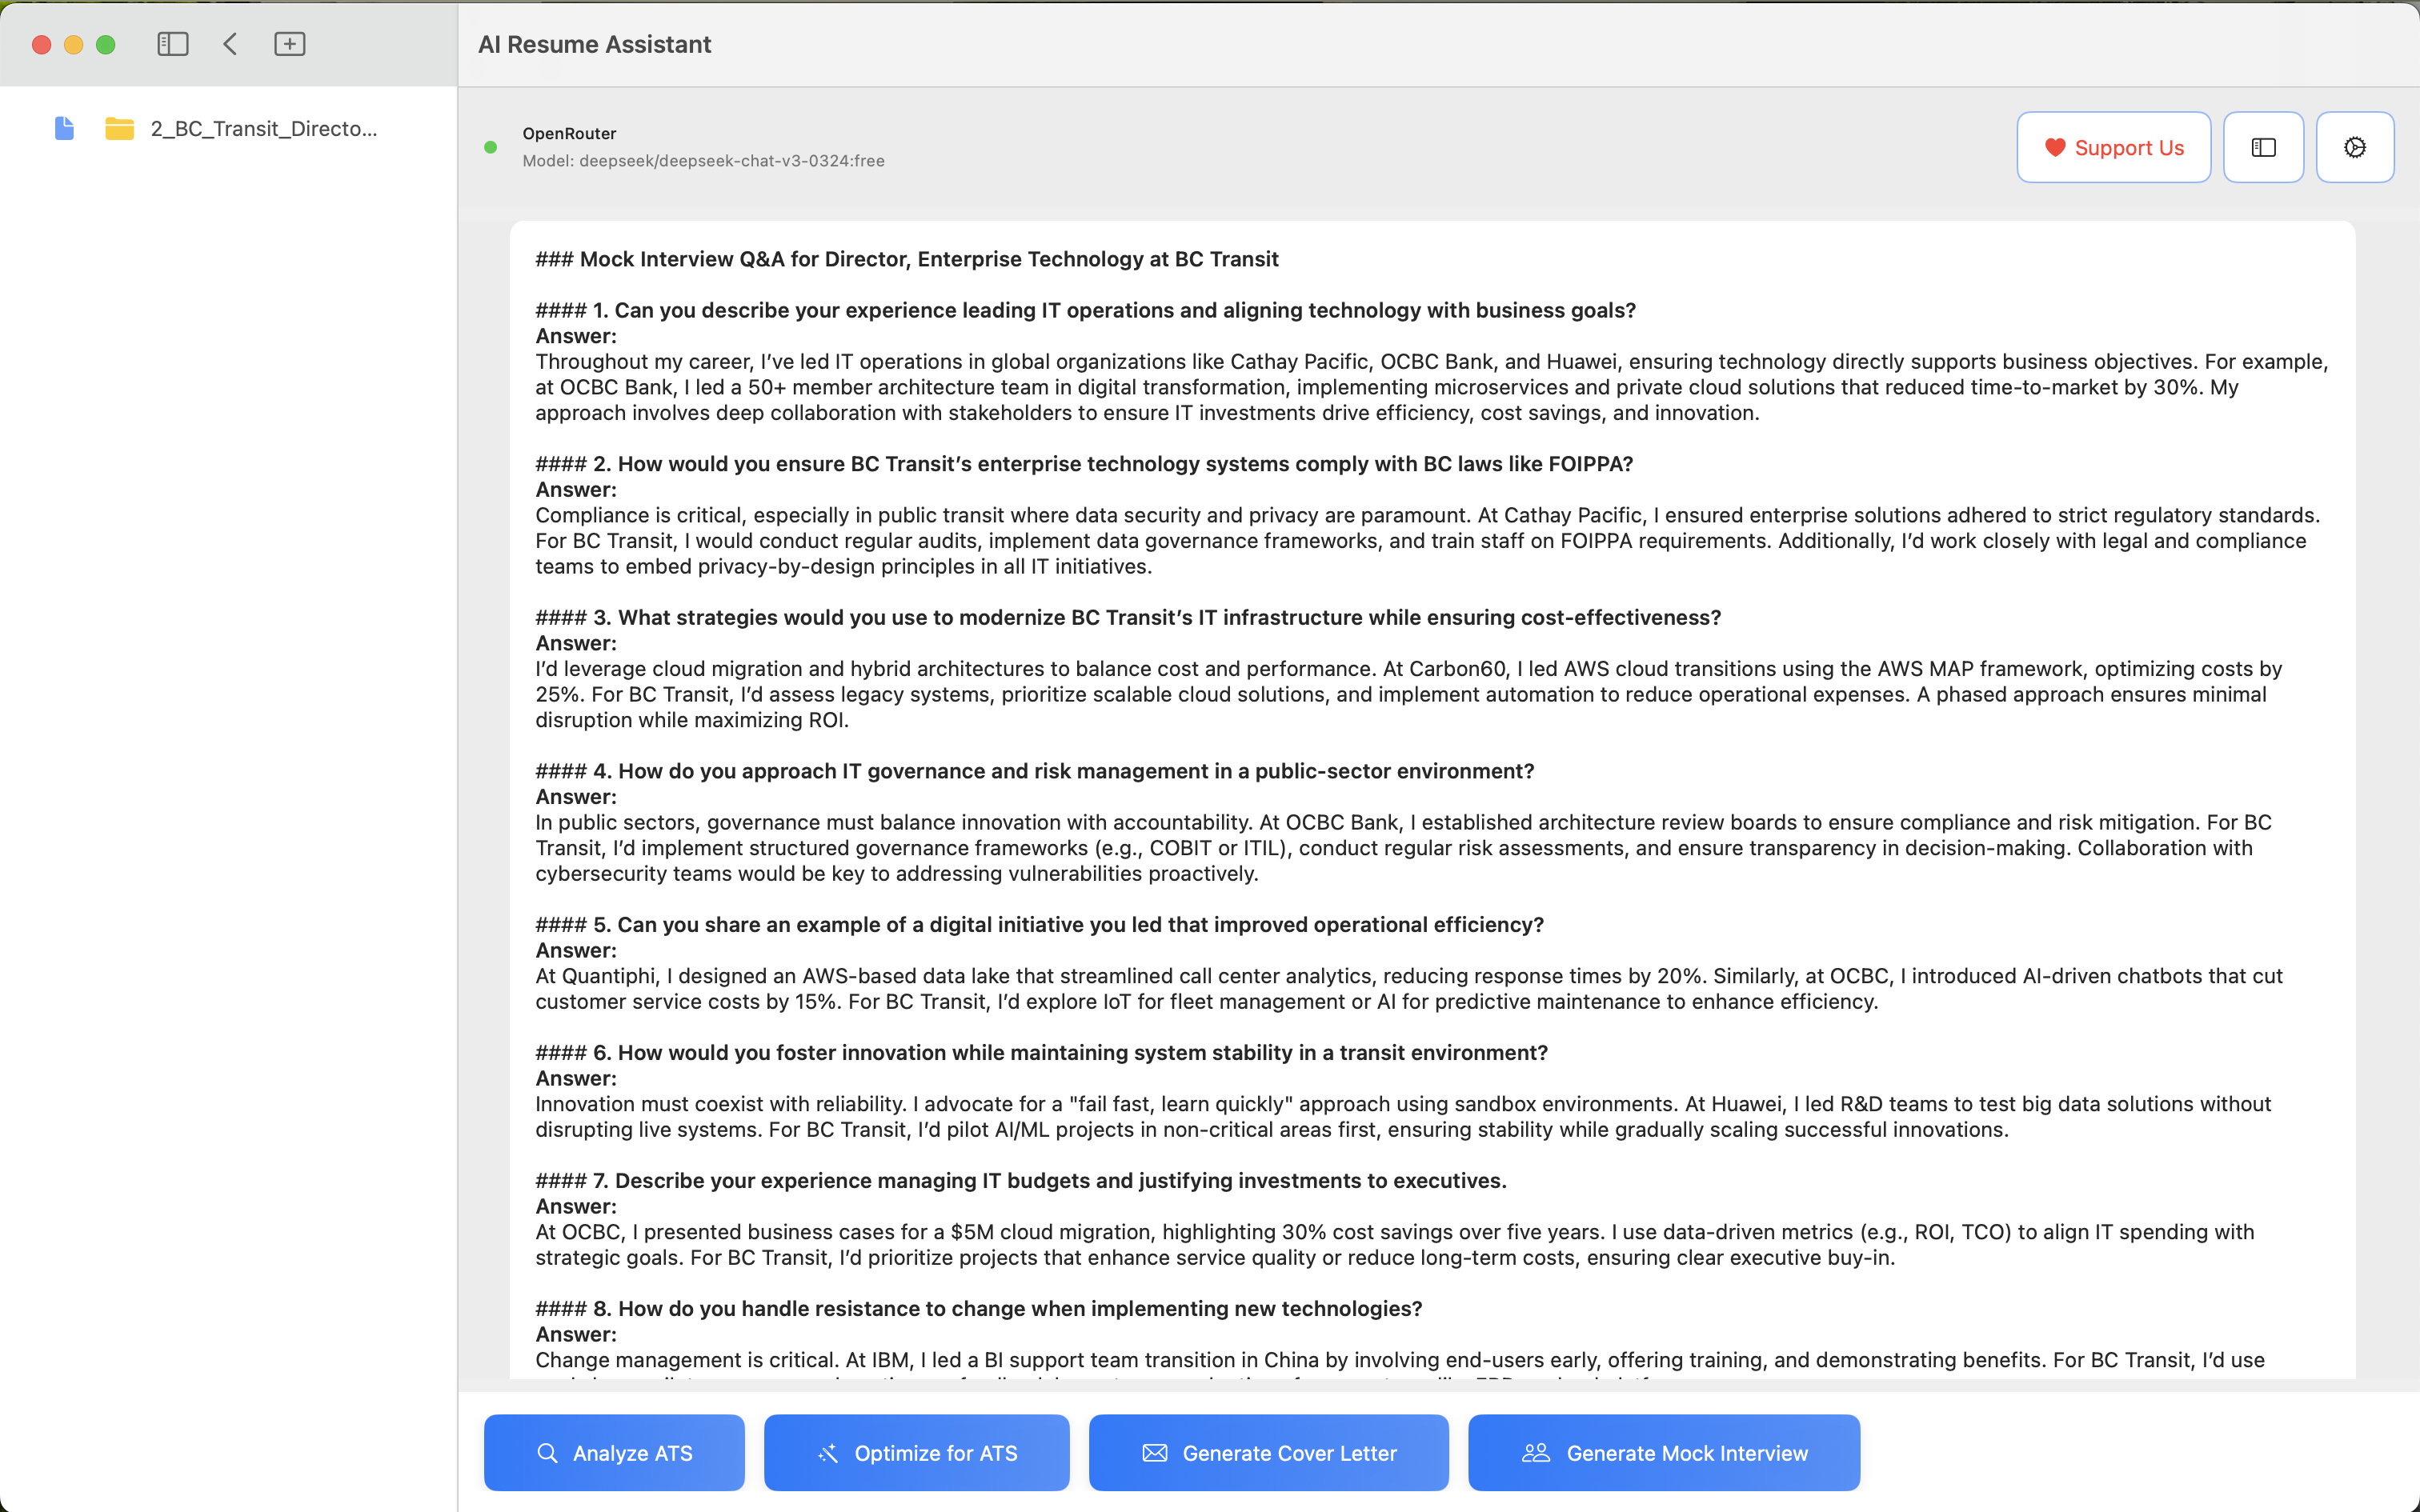 AI Resume Assistant
2_BC_Transit_Directo...
OpenRouter
Model: deepseek/deepseek-chat-v3-0324:free
Support Us
### Mock Interview Q&A for Director, Enterprise Technology at BC Transit
#### 1. Can you describe your experience leading IT operations and aligning technology with business goals?
Answer:
Throughout my career, I’ve led IT operations in global organizations like Cathay Pacific, OCBC Bank, and Huawei, ensuring technology directly supports business objectives. For example,
at OCBC Bank, I led a 50+ member architecture team in digital transformation, implementing microservices and private cloud solutions that reduced time-to-market by 30%. My
approach involves deep collaboration with stakeholders to ensure IT investments drive efficiency, cost savings, and innovation.
#### 2. How would you ensure BC Transit’s enterprise technology systems comply with BC laws like FOIPPA?
Answer:
Compliance is critical, especially in public transit where data security and privacy are paramount. At Cathay Pacific, I ensured enterprise solutions adhered to strict regulatory standards.
For BC Transit, I would conduct regular audits, implement data governance frameworks, and train staff on FOIPPA requirements. Additionally, I’d work closely with legal and compliance
teams to embed privacy-by-design principles in all IT initiatives.
#### 3. What strategies would you use to modernize BC Transit’s IT infrastructure while ensuring cost-effectiveness?
Answer:
I’d leverage cloud migration and hybrid architectures to balance cost and performance. At Carbon60, I led AWS cloud transitions using the AWS MAP framework, optimizing costs by
25%. For BC Transit, I’d assess legacy systems, prioritize scalable cloud solutions, and implement automation to reduce operational expenses. A phased approach ensures minimal
disruption while maximizing ROI.
#### 4. How do you approach IT governance and risk management in a public-sector environment?
Answer:
In public sectors, governance must balance innovation with accountability. At OCBC Bank, I established architecture review boards to ensure compliance and risk mitigation. For BC
Transit, I’d implement structured governance frameworks (e.g., COBIT or ITIL), conduct regular risk assessments, and ensure transparency in decision-making. Collaboration with
cybersecurity teams would be key to addressing vulnerabilities proactively.
#### 5. Can you share an example of a digital initiative you led that improved operational efficiency?
Answer:
At Quantiphi, I designed an AWS-based data lake that streamlined call center analytics, reducing response times by 20%. Similarly, at OCBC, I introduced AI-driven chatbots that cut
customer service costs by 15%. For BC Transit, I’d explore IoT for fleet management or AI for predictive maintenance to enhance efficiency.
#### 6. How would you foster innovation while maintaining system stability in a transit environment?
Answer:
Innovation must coexist with reliability. I advocate for a "fail fast, learn quickly" approach using sandbox environments. At Huawei, I led R&D teams to test big data solutions without
disrupting live systems. For BC Transit, I’d pilot AI/ML projects in non-critical areas first, ensuring stability while gradually scaling successful innovations.
#### 7. Describe your experience managing IT budgets and justifying investments to executives.
Answer:
At OCBC, I presented business cases for a $5M cloud migration, highlighting 30% cost savings over five years. I use data-driven metrics (e.g., ROI, TCO) to align IT spending with
strategic goals. For BC Transit, I’d prioritize projects that enhance service quality or reduce long-term costs, ensuring clear executive buy-in.
#### 8. How do you handle resistance to change when implementing new technologies?
Answer:
Change management is critical. At IBM, I led a BI support team transition in China by involving end-users early, offering training, and demonstrating benefits. For BC Transit, I’d use
Analyze ATS
Optimize for ATS
Generate Cover Letter
Generate Mock Interview